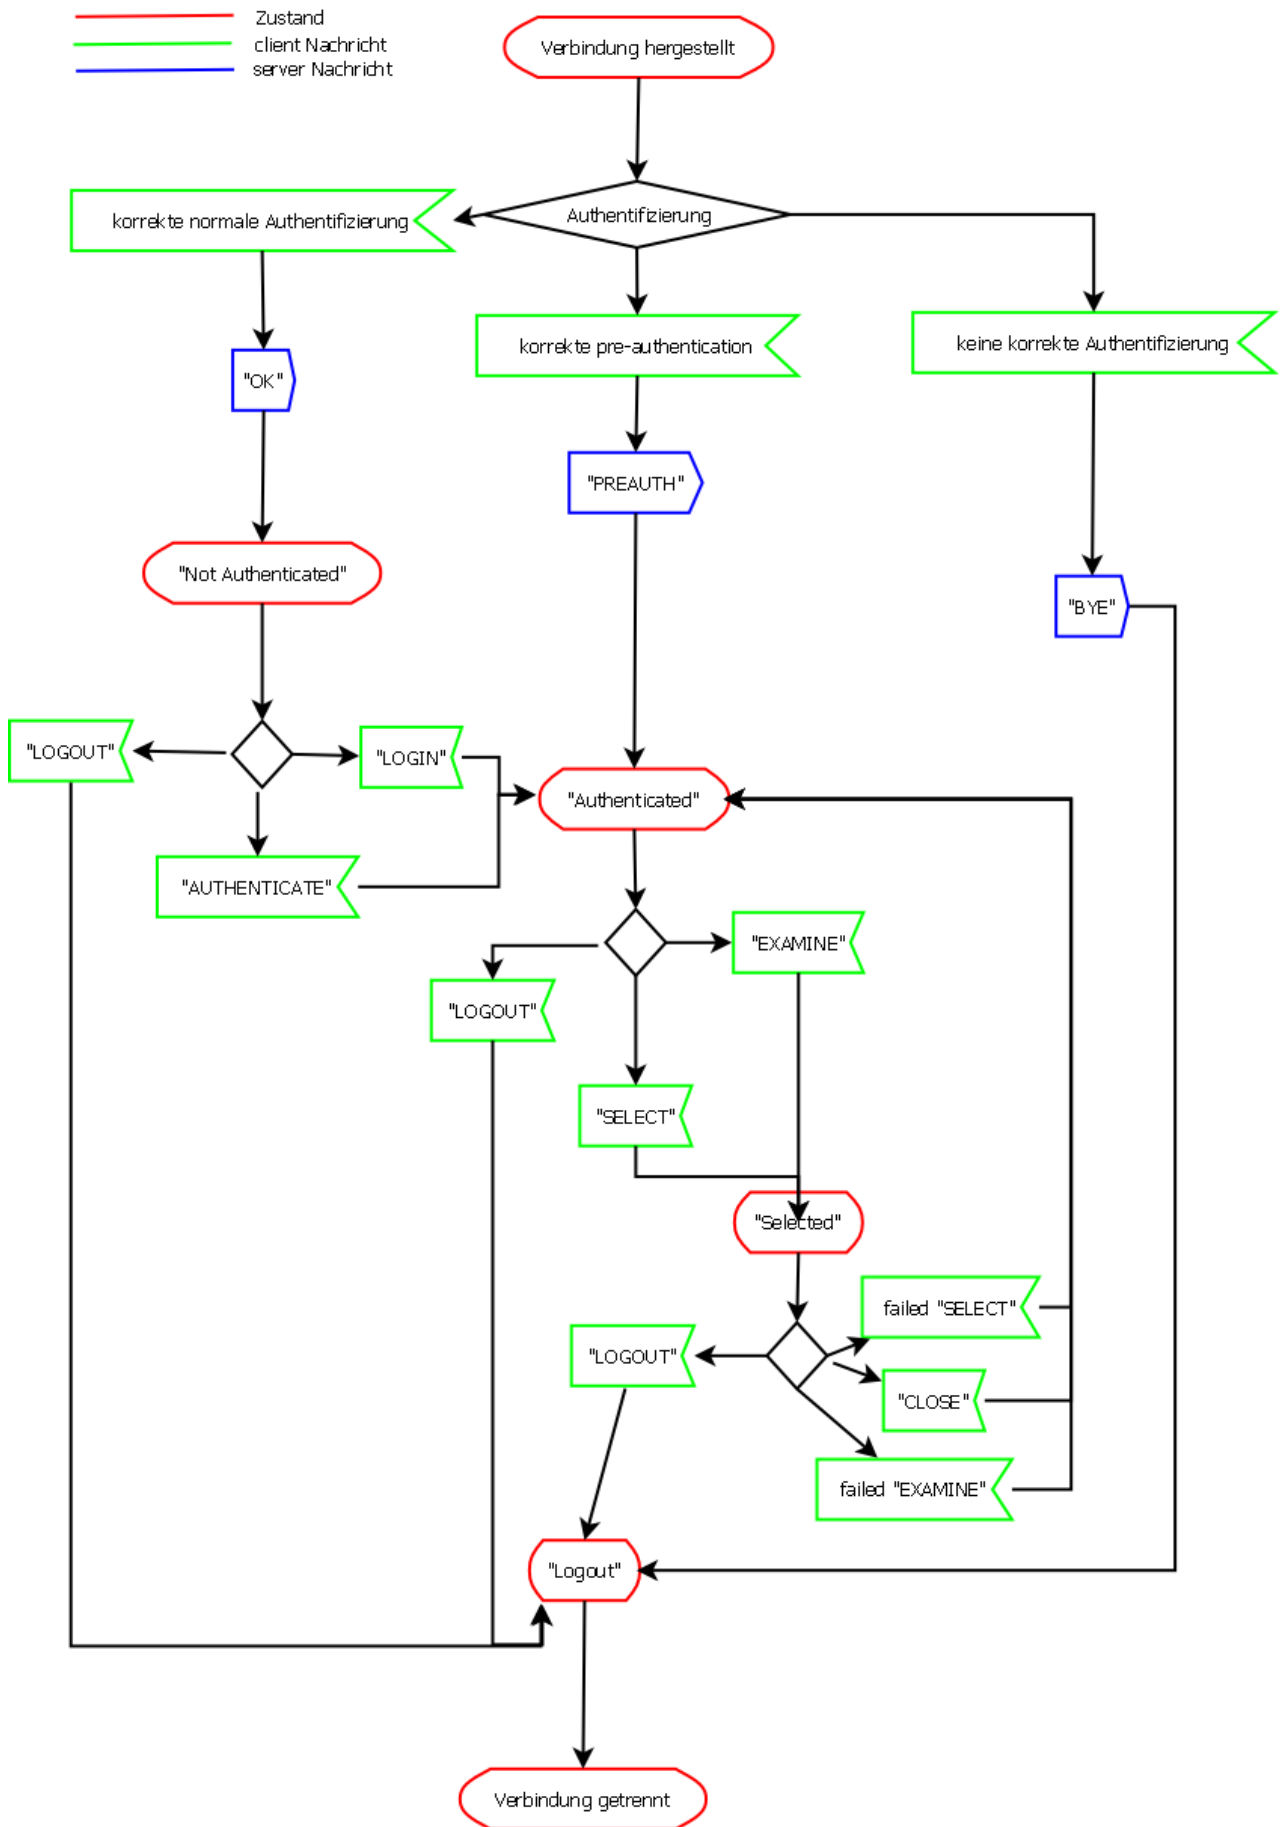 Zustand
client Nachricht
server Nachricht
Verbindung hergestellt
Authentifizierung
korrekte normale Authentifizierung
korrekte pre-authentication
keine korrekte Authentifizierung
"OK"
"PREAUTH"
"Not Authenticated"
"BYE"
"LOGOUT"
"LOGIN"
"Authenticated"
"AUTHENTICATE"
"EXAMINE"
"LOGOUT"
"SELECT"
"Selected"
failed "SELECT"
"LOGOUT"
"CLOSE"
failed "EXAMINE"
"Logout"
Verbindung getrennt